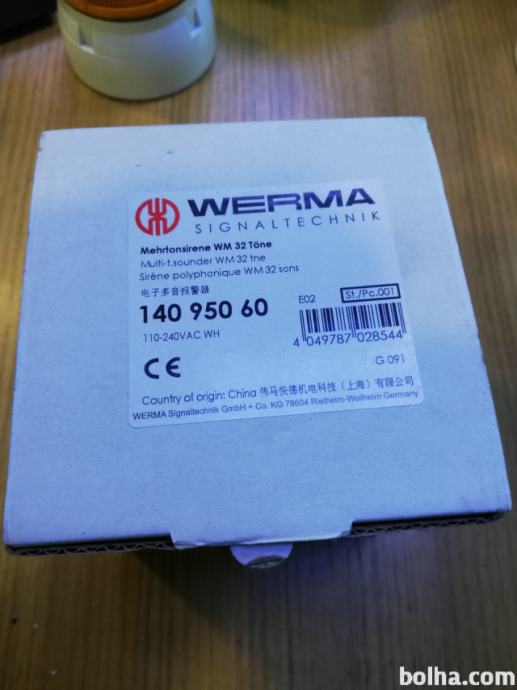 WERMA
SIGNALTECHNIK
Mehrtonsirene WM 32 Töne
Multi-t.sounder WM 32 tne
Sirène polyphonique WM 32 sons
电子多音报警器
140 950 60
110-240VAC WH
E02
St./Pc.001
4 049787 028544
G 091
CE
Country of origin: China 伟马快德机电科技（上海）有限公司
WERMA Signaltechnik GmbH + Co. KG 78604 Rietheim-Weilheim Germany
bolha.com